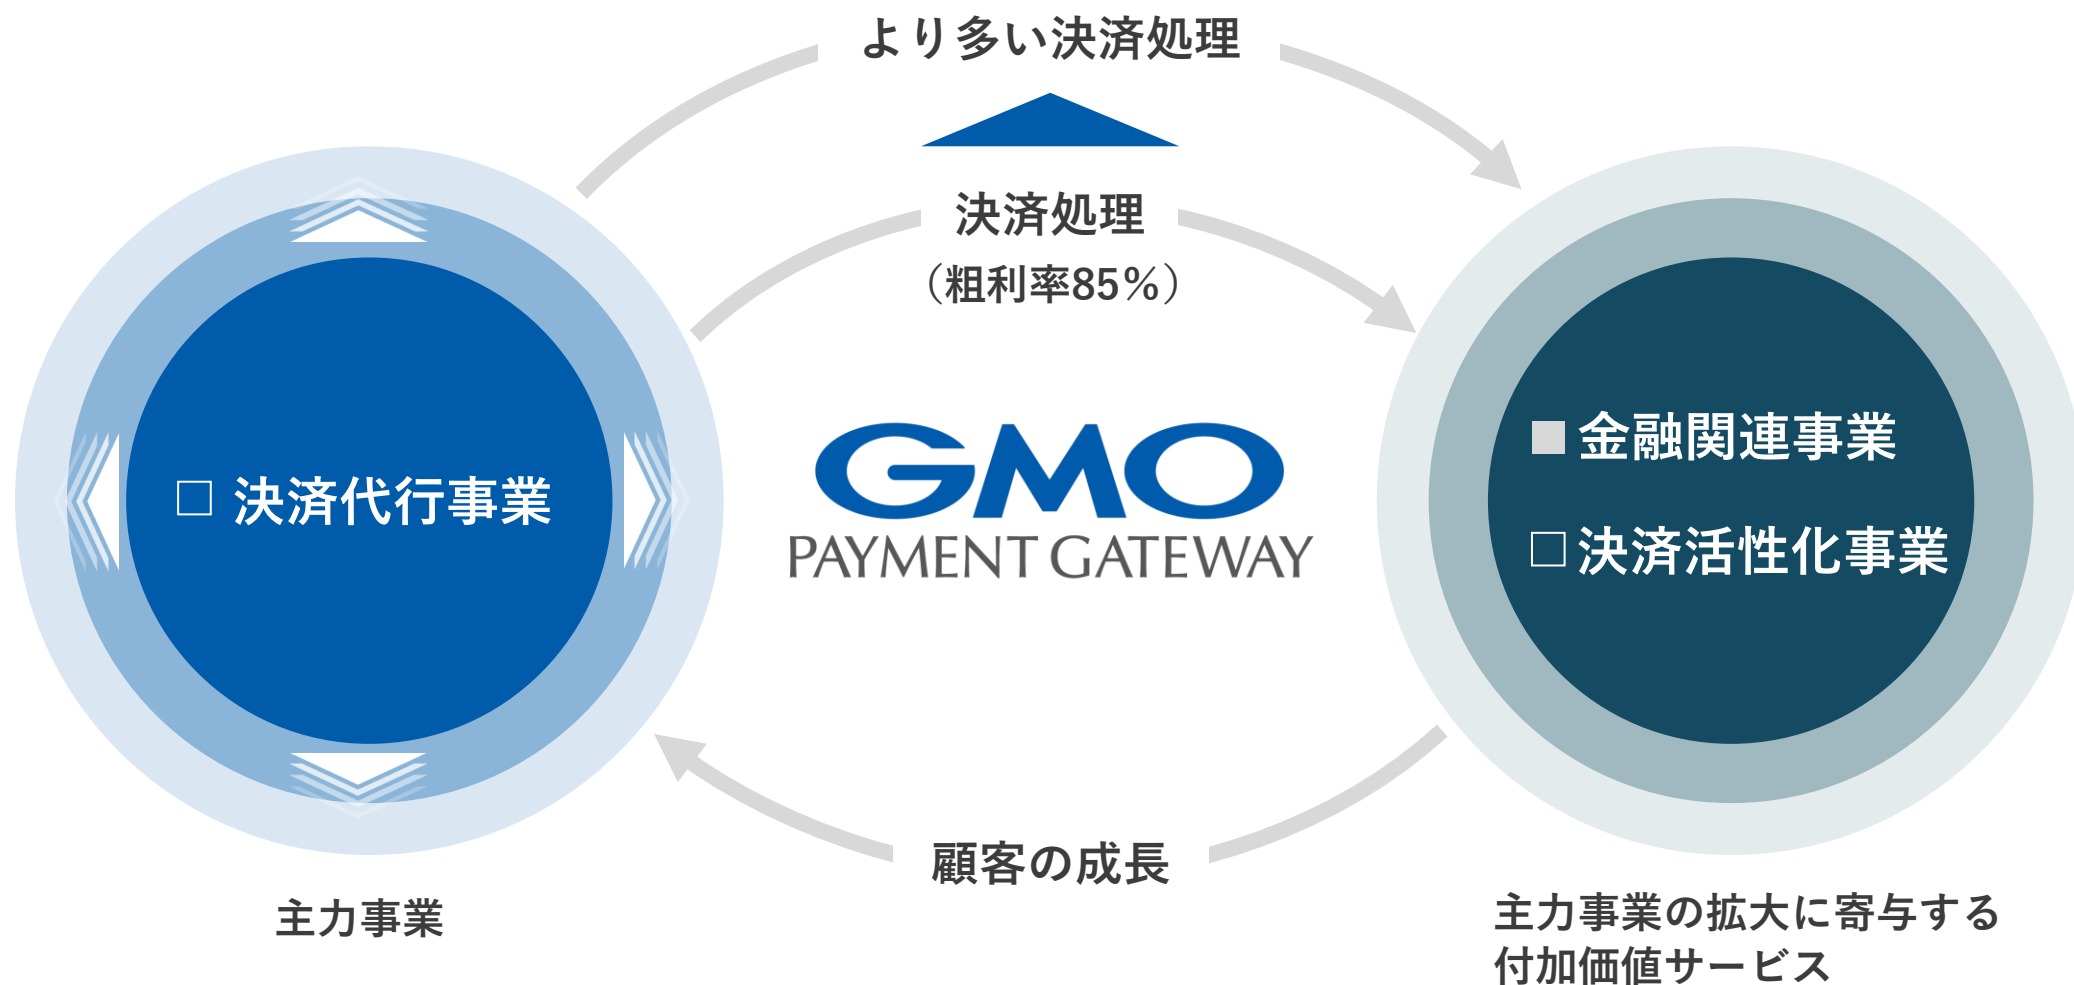 より多い決済処理
決済処理
（粗利率85％）
□ 決済代行事業
GMO
PAYMENT GATEWAY
■ 金融関連事業
□ 決済活性化事業
顧客の成長
主力事業
主力事業の拡大に寄与する
付加価値サービス